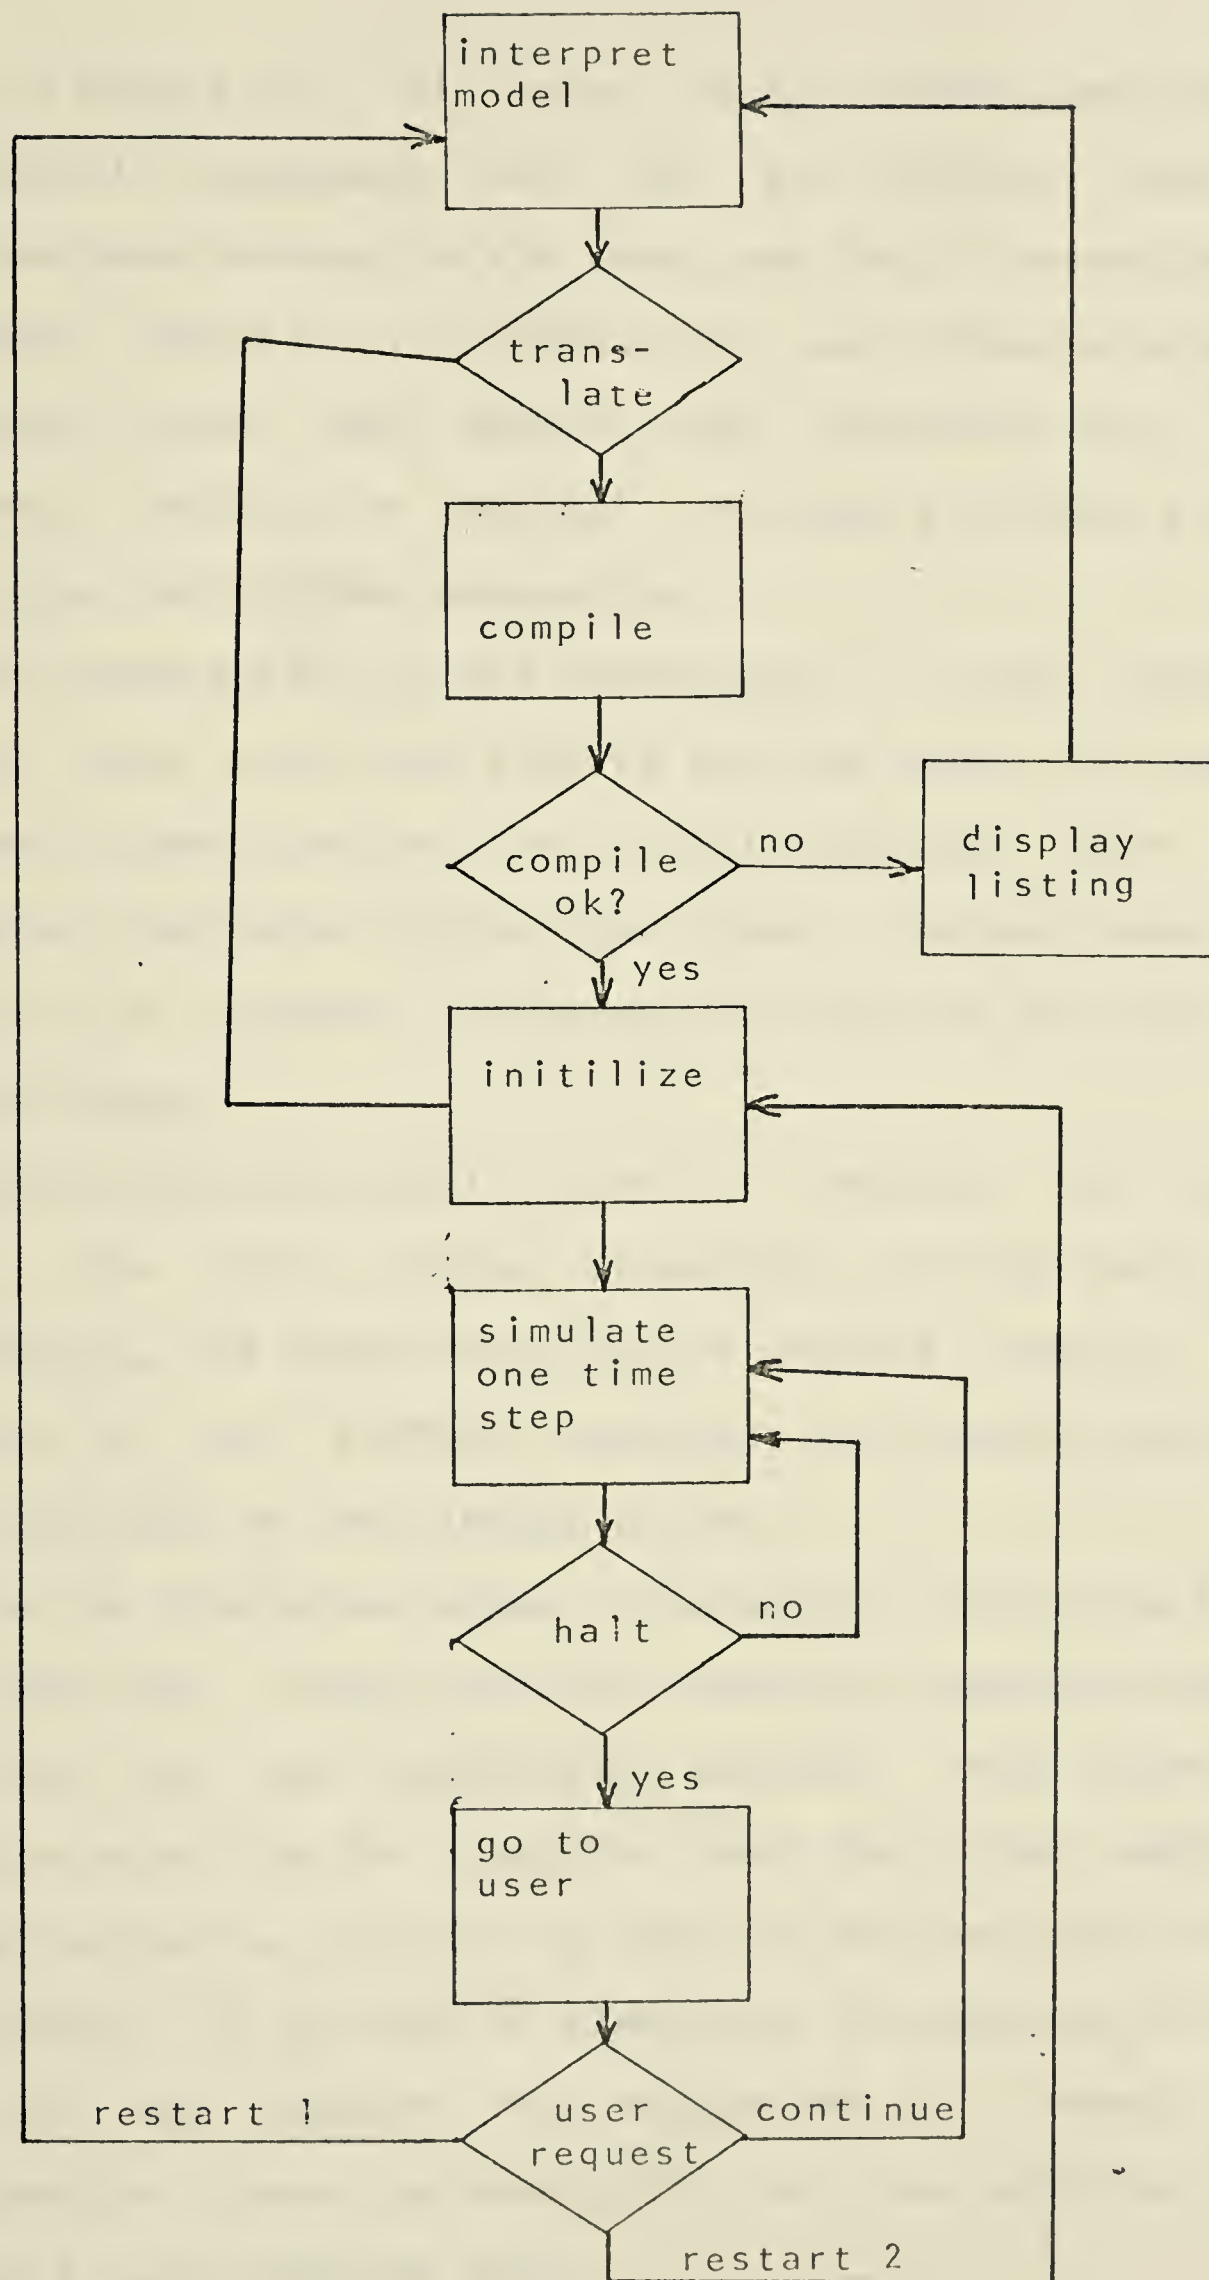 interpret
model
trans-
late
compile
compile
ok?
no
display
listing
yes
initilize
simulate
one time
step
halt
no
yes
go to
user
restart 1
user
request
continue
restart 2